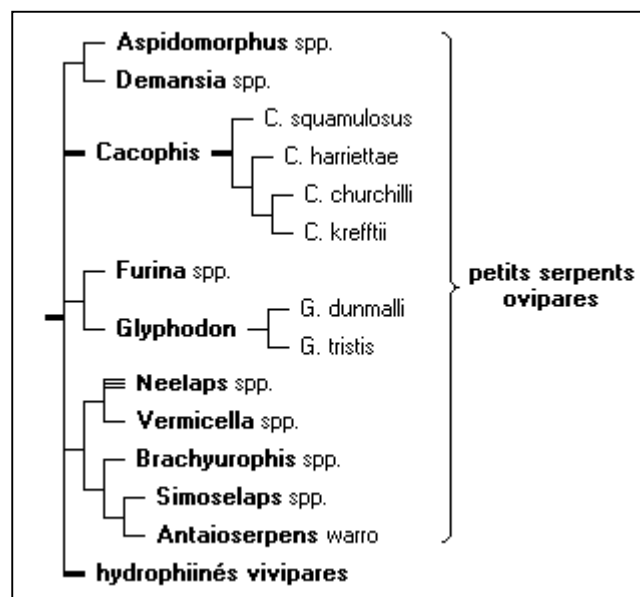 Aspidomorphus spp.
Demansia spp.
C. squamulosus
Cacophis
C. harriettae
C. churchilli
C. krefftii
Furina spp.
petits serpents
ovipares
G. dunmalli
Glyphodon
G. tristis
Neelaps spp.
Vermicella spp.
Brachyurophis spp.
Simoselaps spp.
Antaioserpens warro
hydrophiinés vivipares